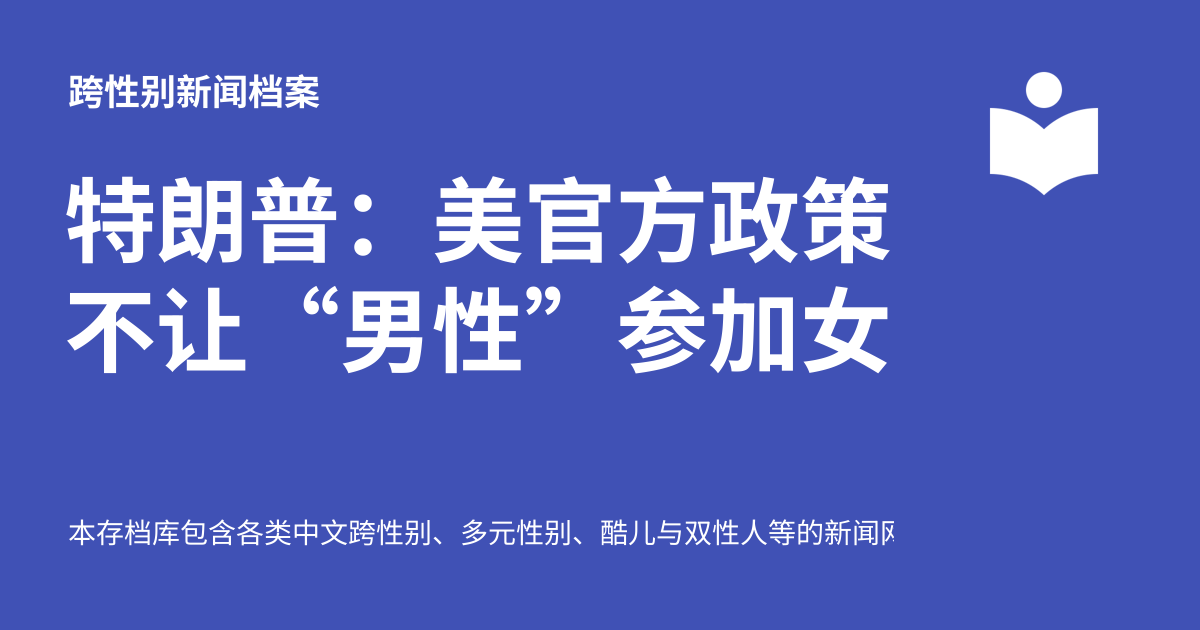 跨性别新闻档案
特朗普：美官方政策
不让“男性”参加女
本存档库包含各类中文跨性别、多元性别、酷儿与双性人等的新闻网